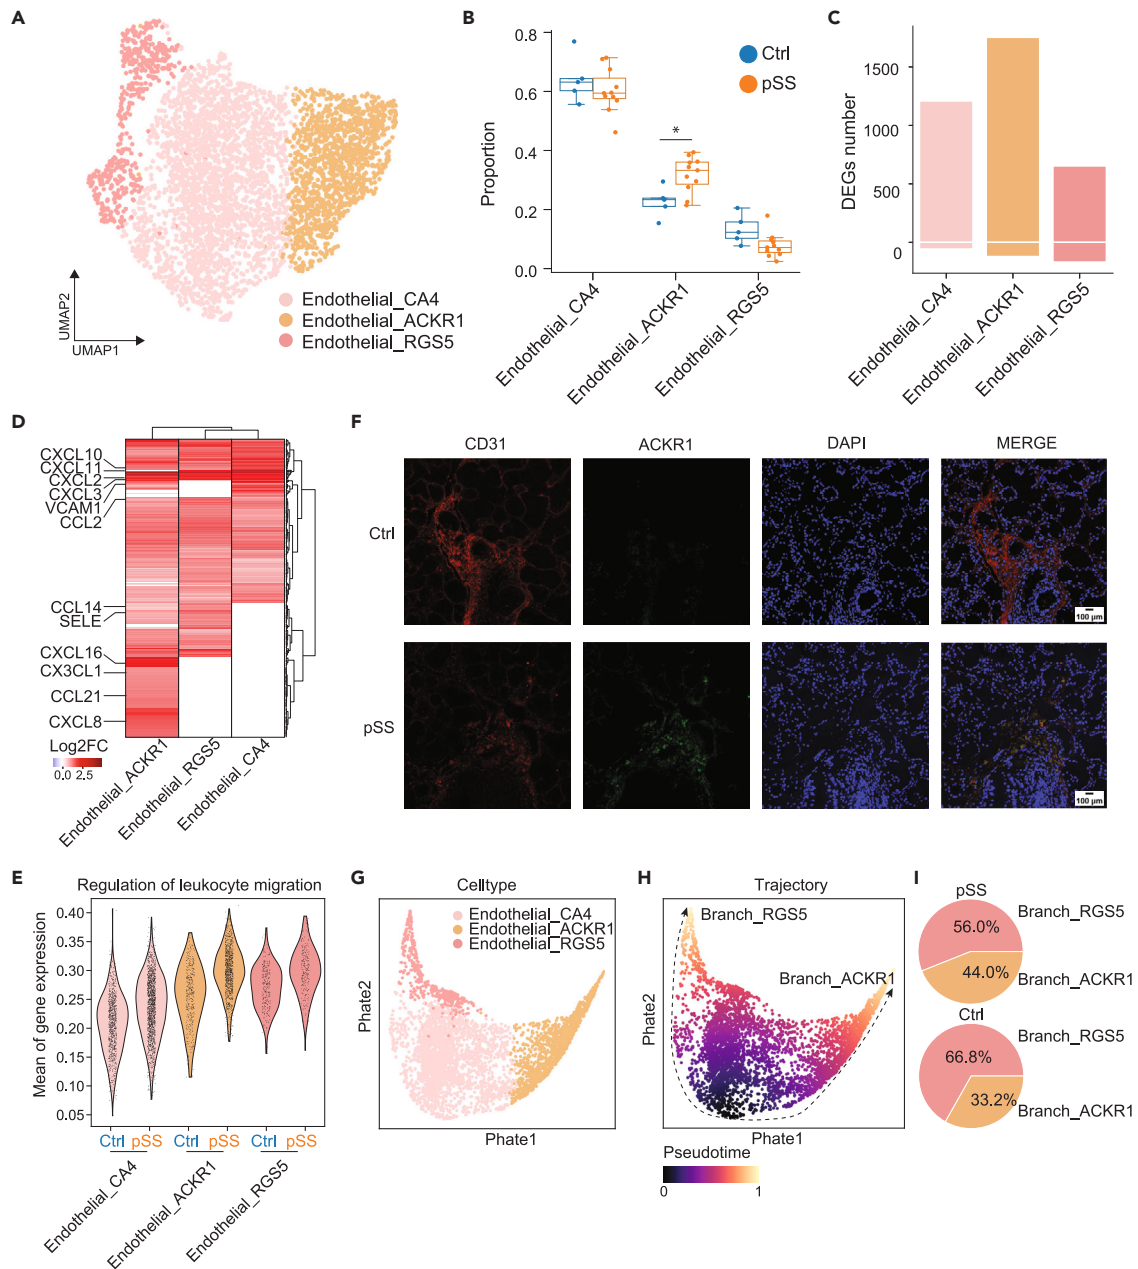 A
UMAP2
UMAP1
Endothelial_CA4
Endothelial_ACKR1
Endothelial_RGS5
B
Proportion
0.8
0.6
0.4
0.2
0.0
Ctrl
pSS
*
Endothelial_CA4
Endothelial_ACKR1
Endothelial_RGS5
C
DEGs number
1500
1000
500
0
Endothelial_CA4
Endothelial_ACKR1
Endothelial_RGS5
D
CXCL10
CXCL11
CXCL2
CXCL3
VCAM1
CCL2
CCL14
SELE
CXCL16
CX3CL1
CCL21
CXCL8
Log2FC
0.0 2.5
Endothelial_ACKR1
Endothelial_RGS5
Endothelial_CA4
F
CD31 ACKR1 DAPI MERGE
Ctrl
100 μm
pSS
100 μm
E
Regulation of leukocyte migration
Mean of gene expression
0.40
0.35
0.30
0.25
0.20
0.15
0.10
0.05
Ctrl pSS Ctrl pSS Ctrl pSS
Endothelial_CA4
Endothelial_ACKR1
Endothelial_RGS5
G
Celltype
Endothelial_CA4
Endothelial_ACKR1
Endothelial_RGS5
Phate2
Phate1
H
Trajectory
Branch_RGS5
Branch_ACKR1
Phate2
Phate1
Pseudotime
0 1
I
pSS
Branch_RGS5
56.0%
44.0%
Branch_ACKR1
Ctrl
Branch_RGS5
66.8%
33.2%
Branch_ACKR1